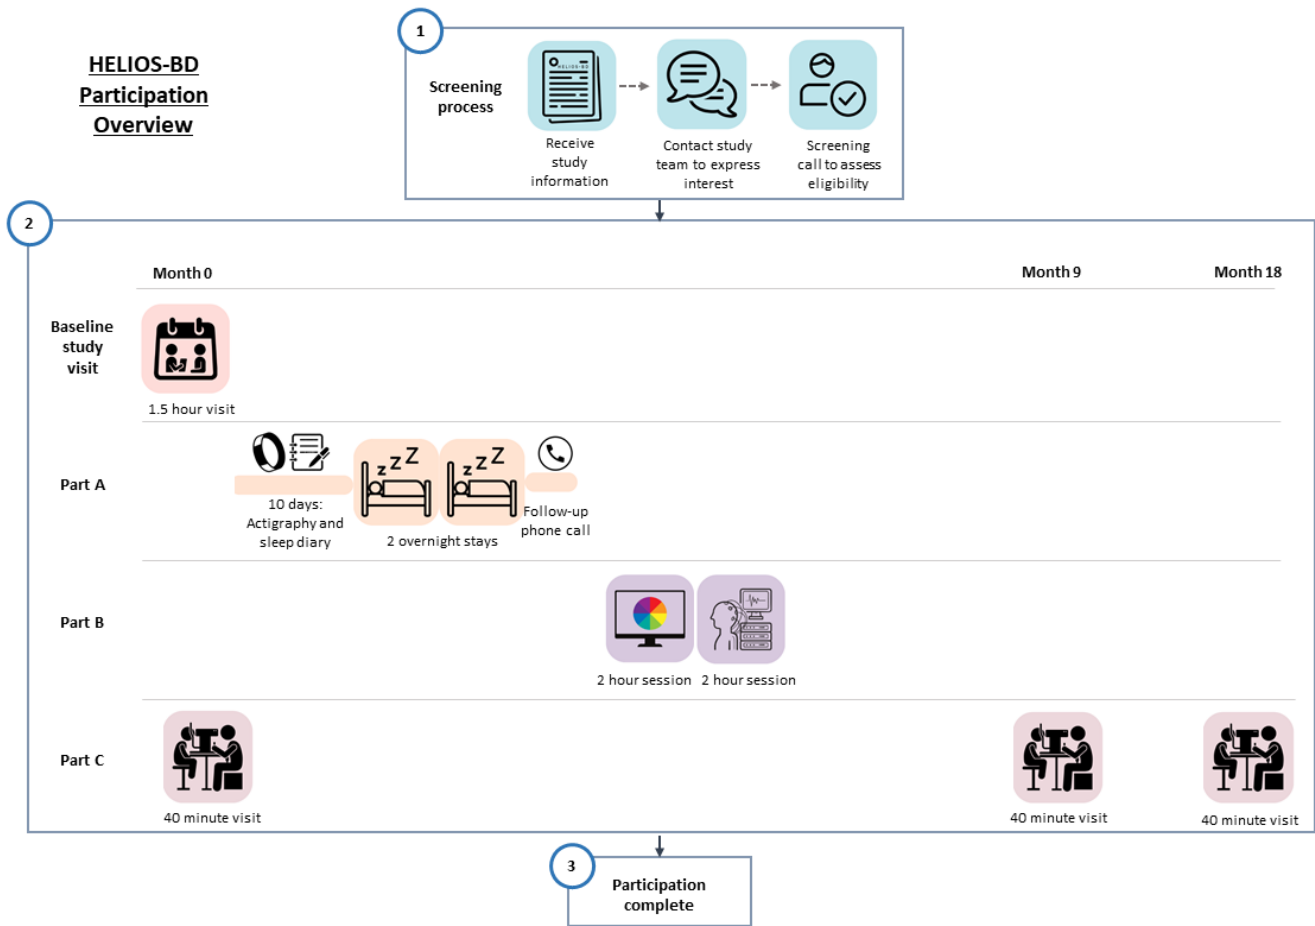 HELIOS-BD
Participation
Overview
1
Screening
process
HELIOS-BD
Receive
study
information
Contact study
team to express
interest
Screening
call to assess
eligibility
2
Month 0
Month 9
Month 18
Baseline
study
visit
1.5 hour visit
Part A
10 days:
Actigraphy and
sleep diary
z z Z
z z Z
2 overnight stays
Follow-up
phone call
Part B
2 hour session
2 hour session
Part C
40 minute visit
40 minute visit
40 minute visit
3
Participation
complete